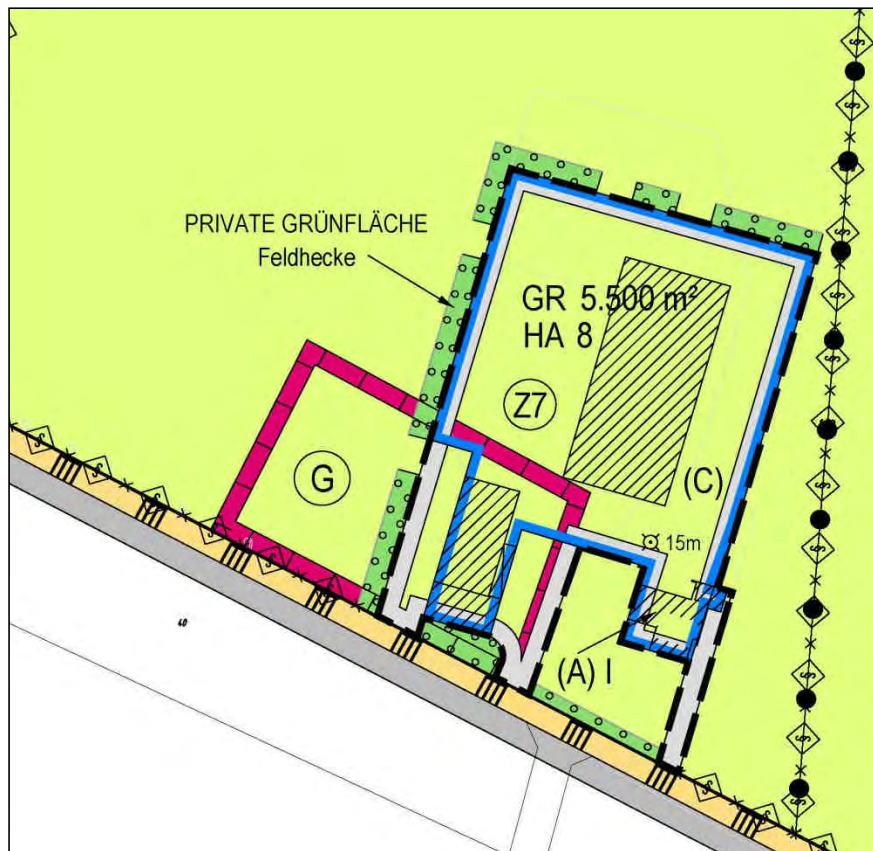 PRIVATE GRÜNFLÄCHE
Feldhecke
GR 5.500 m²
HA 8
Z7
G
(C)
15m
(A) I